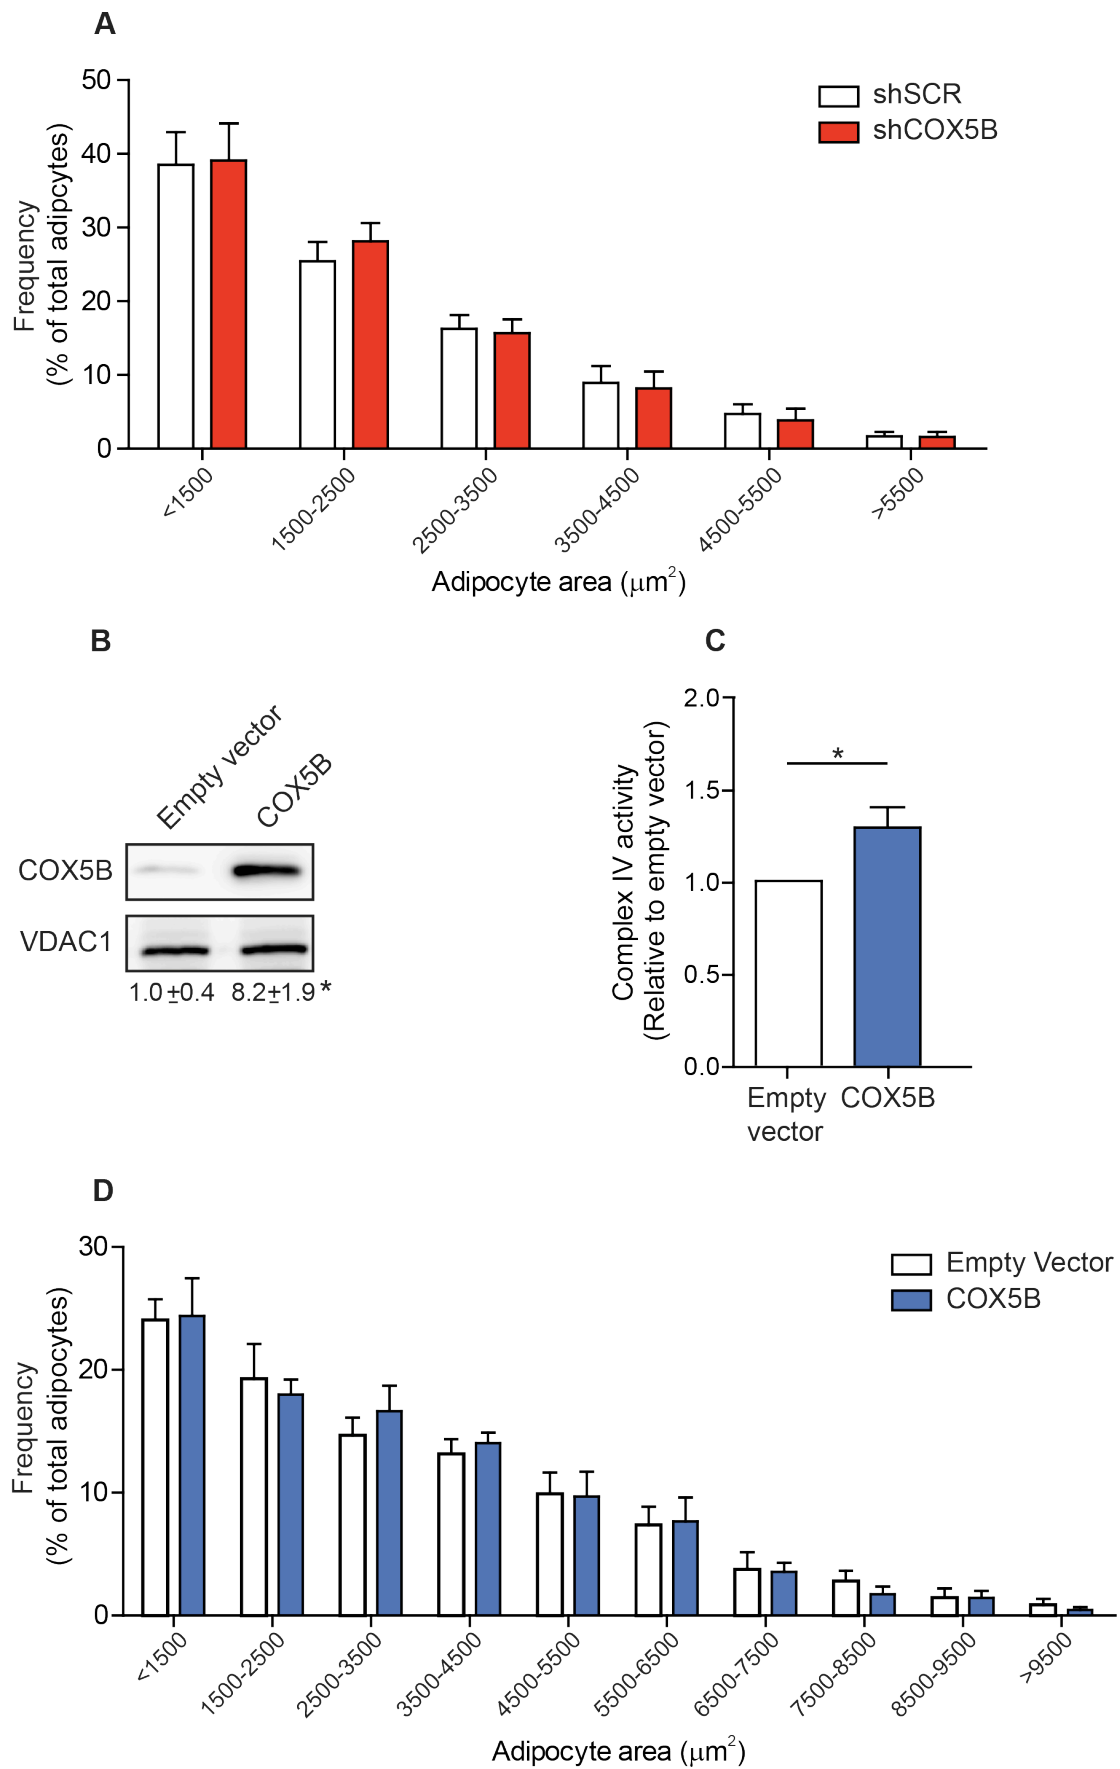 A
50
40
30
20
10
0
Frequency
(% of total adipcytes)
shSCR
shCOX5B
<1500
1500-2500
2500-3500
3500-4500
4500-5500
>5500
Adipocyte area (μm²)
B
Empty vector
COX5B
COX5B
VDAC1
1.0±0.4 8.2±1.9*
C
2.0
1.5
1.0
0.5
0.0
Complex IV activity
(Relative to empty vector)
*
Empty
vector
COX5B
D
30
20
10
0
Frequency
(% of total adipocytes)
Empty Vector
COX5B
<1500
1500-2500
2500-3500
3500-4500
4500-5500
5500-6500
6500-7500
7500-8500
8500-9500
>9500
Adipocyte area (μm²)